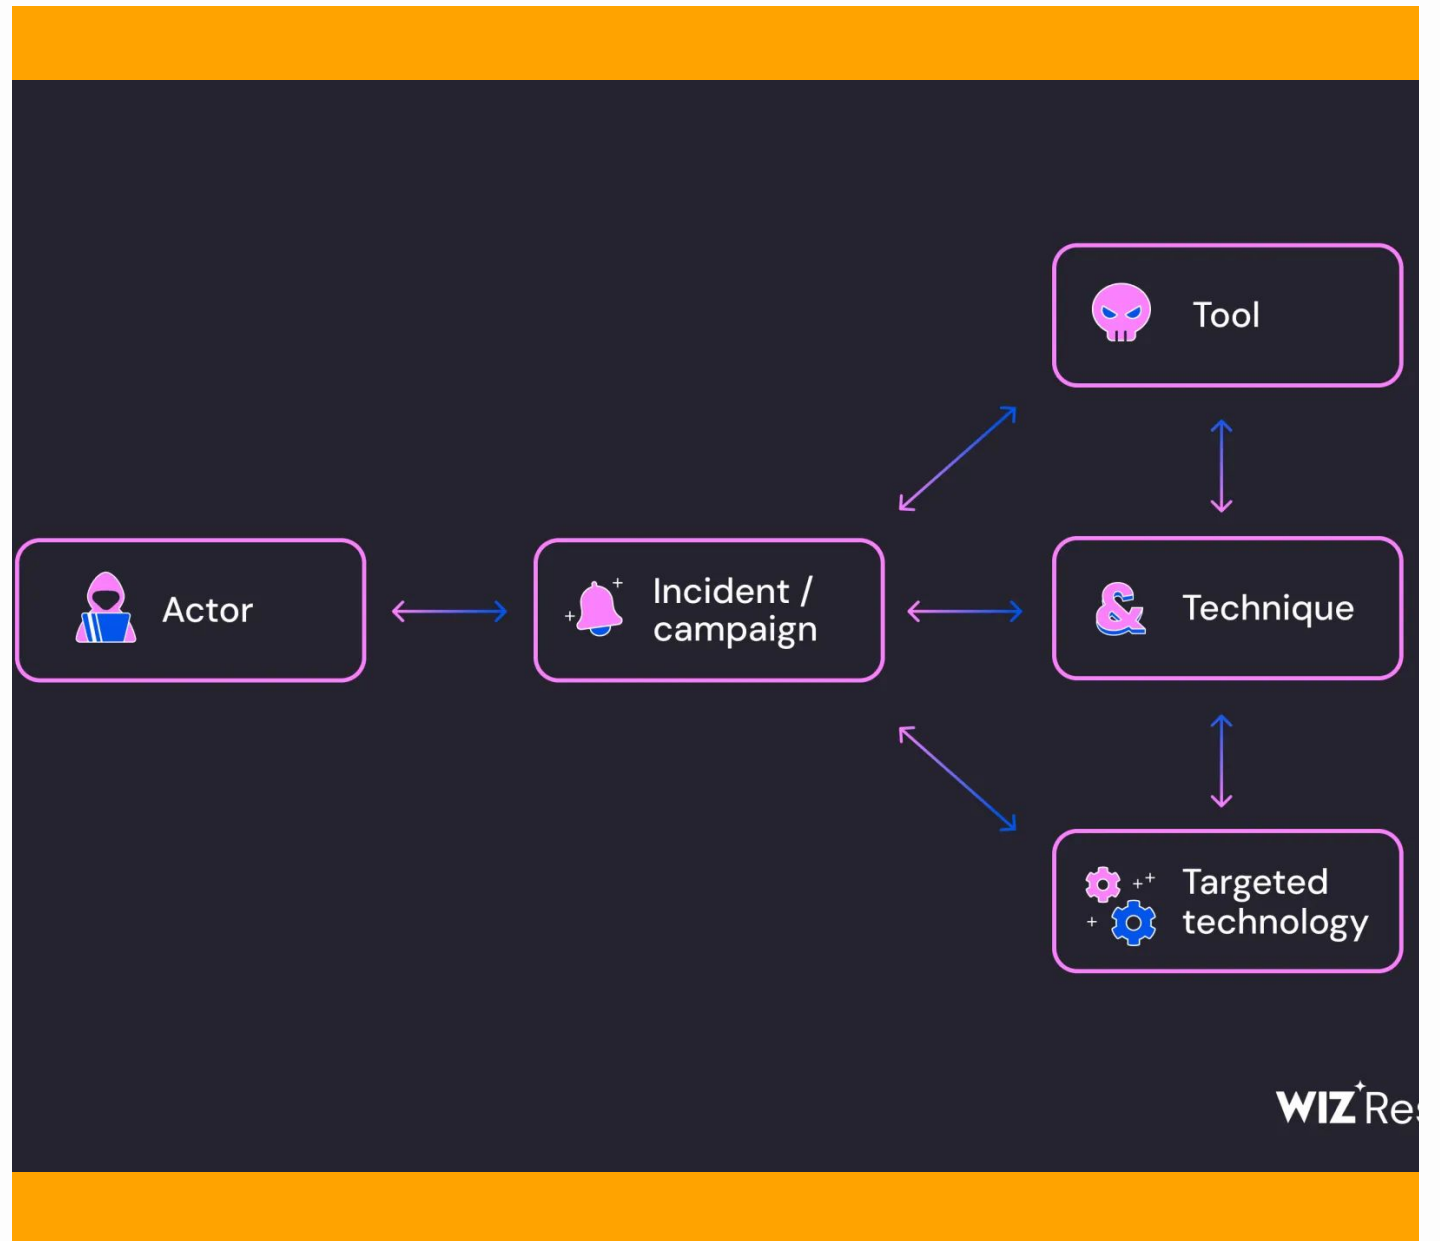 Tool
Actor
Incident /
campaign
&
Technique
Targeted
technology
WIZ